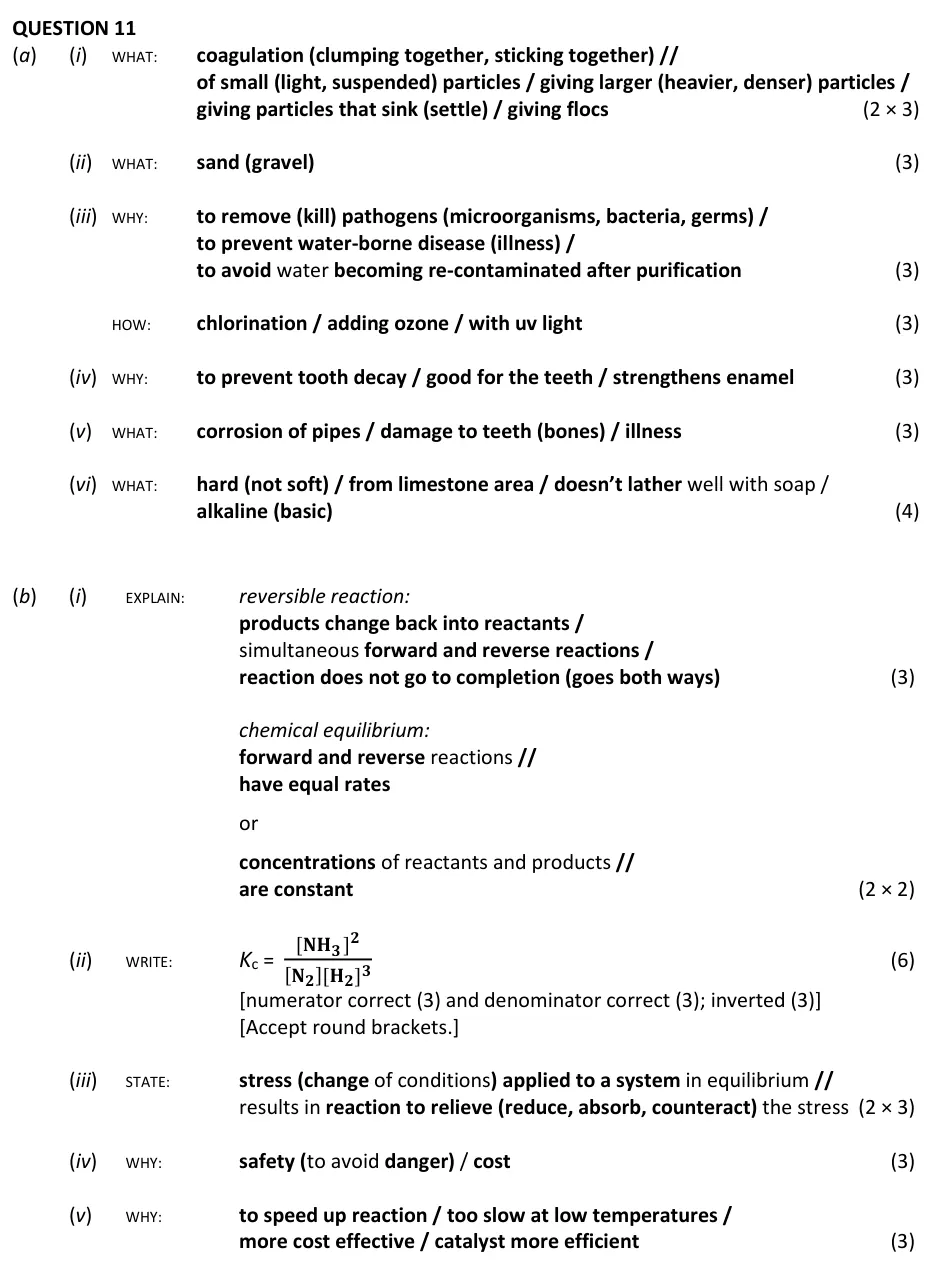 QUESTION 11
(a) (i) WHAT: coagulation (clumping together, sticking together) //
of small (light, suspended) particles / giving larger (heavier, denser) particles /
giving particles that sink (settle) / giving flocs (2 × 3)
(ii) WHAT: sand (gravel) (3)
(iii) WHY: to remove (kill) pathogens (microorganisms, bacteria, germs) /
to prevent water-borne disease (illness) /
to avoid water becoming re-contaminated after purification (3)
HOW: chlorination / adding ozone / with uv light (3)
(iv) WHY: to prevent tooth decay / good for the teeth / strengthens enamel (3)
(v) WHAT: corrosion of pipes / damage to teeth (bones) / illness (3)
(vi) WHAT: hard (not soft) / from limestone area / doesn’t lather well with soap /
alkaline (basic) (4)
(b) (i) EXPLAIN: reversible reaction:
products change back into reactants /
simultaneous forward and reverse reactions /
reaction does not go to completion (goes both ways) (3)
chemical equilibrium:
forward and reverse reactions //
have equal rates
or
concentrations of reactants and products //
are constant (2 × 2)
(ii) WRITE: Kc = [NH₃]² / [N₂][H₂]³ (6)
[numerator correct (3) and denominator correct (3); inverted (3)]
[Accept round brackets.]
(iii) STATE: stress (change of conditions) applied to a system in equilibrium //
results in reaction to relieve (reduce, absorb, counteract) the stress (2 × 3)
(iv) WHY: safety (to avoid danger) / cost (3)
(v) WHY: to speed up reaction / too slow at low temperatures /
more cost effective / catalyst more efficient (3)